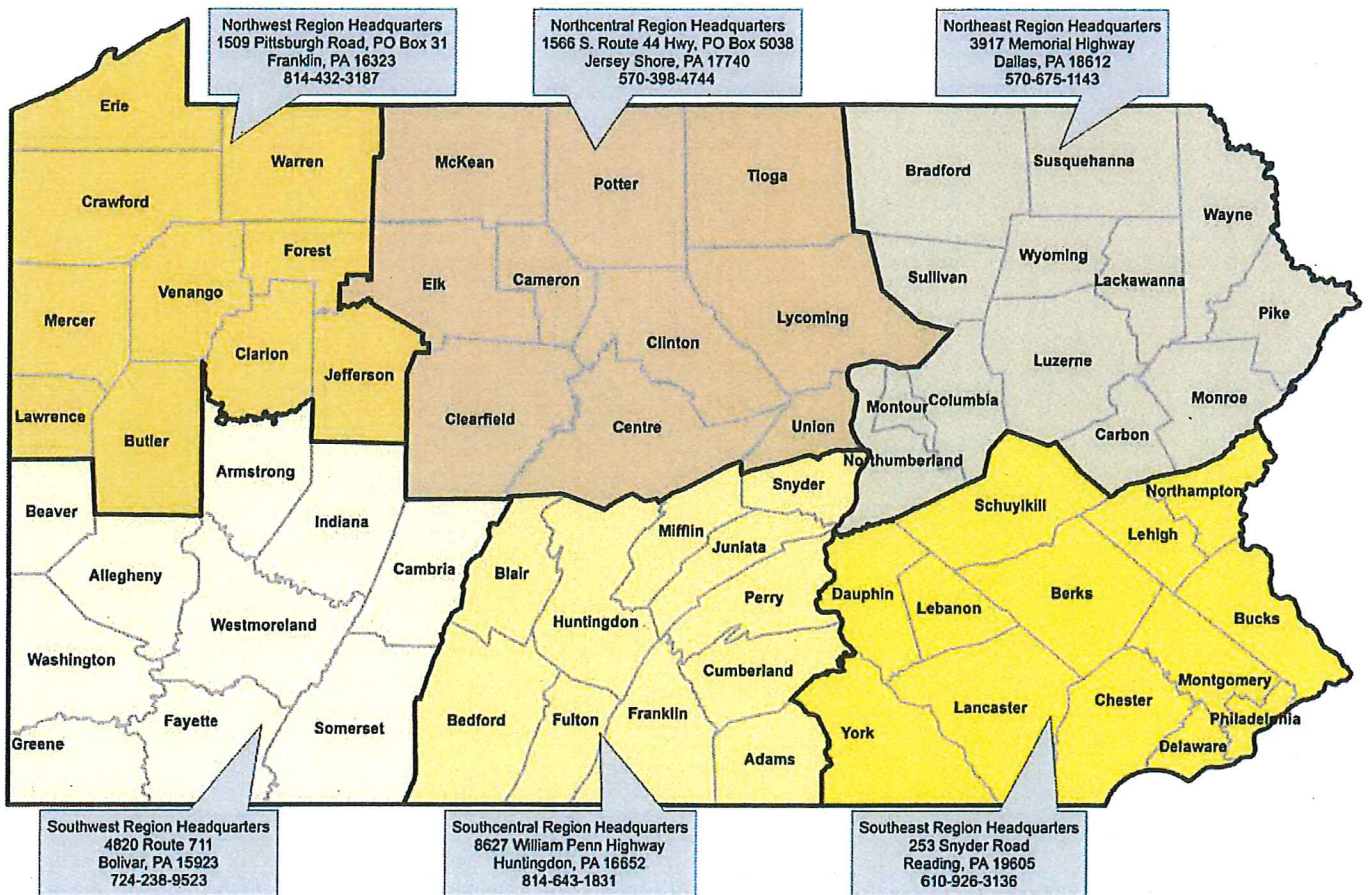 Northwest Region Headquarters
1509 Pittsburgh Road, PO Box 31
Franklin, PA 16323
814-432-3187
Northcentral Region Headquarters
1566 S. Route 44 Hwy, PO Box 5038
Jersey Shore, PA 17740
570-398-4744
Northeast Region Headquarters
3917 Memorial Highway
Dallas, PA 18612
570-675-1143
Erie
Warren
Crawford
Forest
Venango
Mercer
Clarion
Jefferson
Lawrence
Butler
McKean
Potter
Tioga
Elk
Cameron
Lycoming
Clinton
Clearfield
Centre
Union
Bradford
Susquehanna
Wayne
Wyoming
Sullivan
Lackawanna
Pike
Luzerne
Monroe
Montour
Columbia
Carbon
Northumberland
Armstrong
Beaver
Indiana
Allegheny
Cambria
Westmoreland
Washington
Fayette
Somerset
Greene
Snyder
Mifflin
Juniata
Blair
Perry
Huntingdon
Cumberland
Bedford
Fulton
Franklin
Adams
Schuylkill
Northampton
Lehigh
Dauphin
Lebanon
Berks
Bucks
Montgomery
Chester
Lancaster
York
Philadelphia
Delaware
Southwest Region Headquarters
4820 Route 711
Bolivar, PA 15923
724-238-9523
Southcentral Region Headquarters
8627 William Penn Highway
Huntingdon, PA 16652
814-643-1831
Southeast Region Headquarters
253 Snyder Road
Reading, PA 19605
610-926-3136